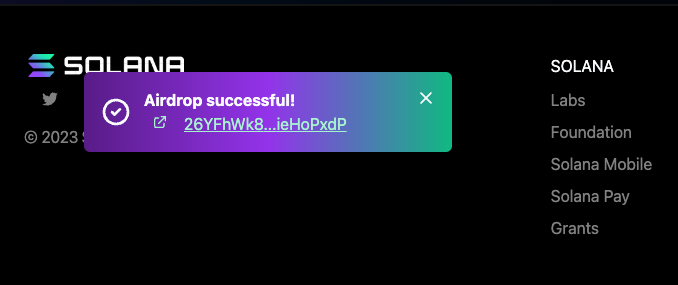 SOLANA
Airdrop successful!
26YFhWk8...ieHoPxdP
© 2023 S
SOLANA
Labs
Foundation
Solana Mobile
Solana Pay
Grants